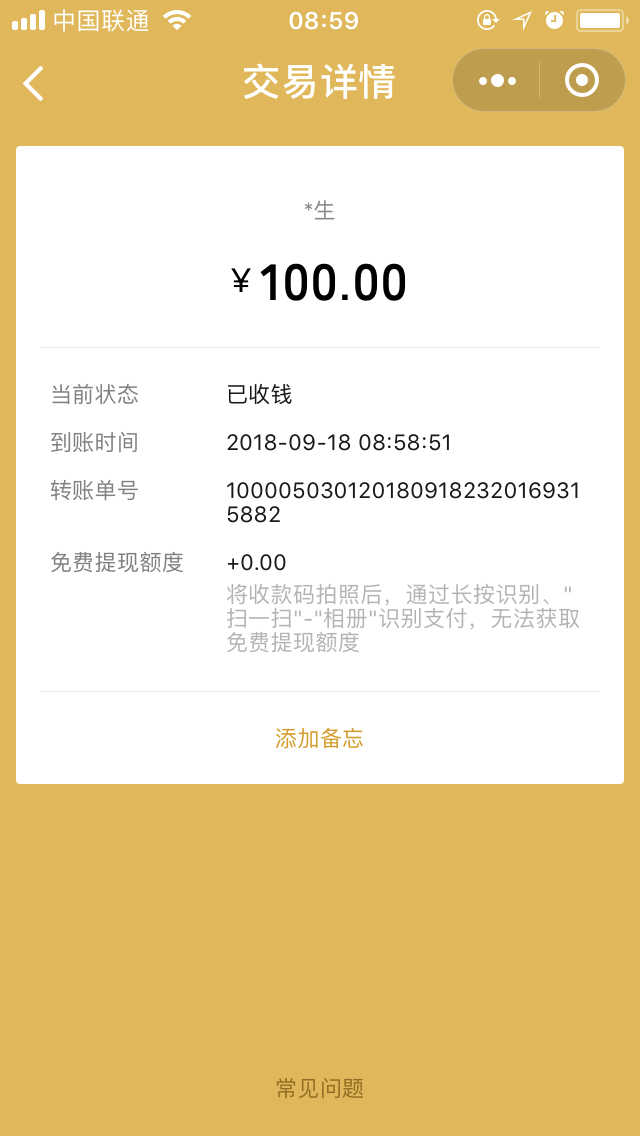 中国联通
08:59
交易详情
*生
¥100.00
当前状态 已收钱
到账时间 2018-09-18 08:58:51
转账单号 100005030120180918232016931
5882
免费提现额度 +0.00
将收款码拍照后，通过长按识别、"
扫一扫"-"相册"识别支付，无法获取
免费提现额度
添加备忘
常见问题